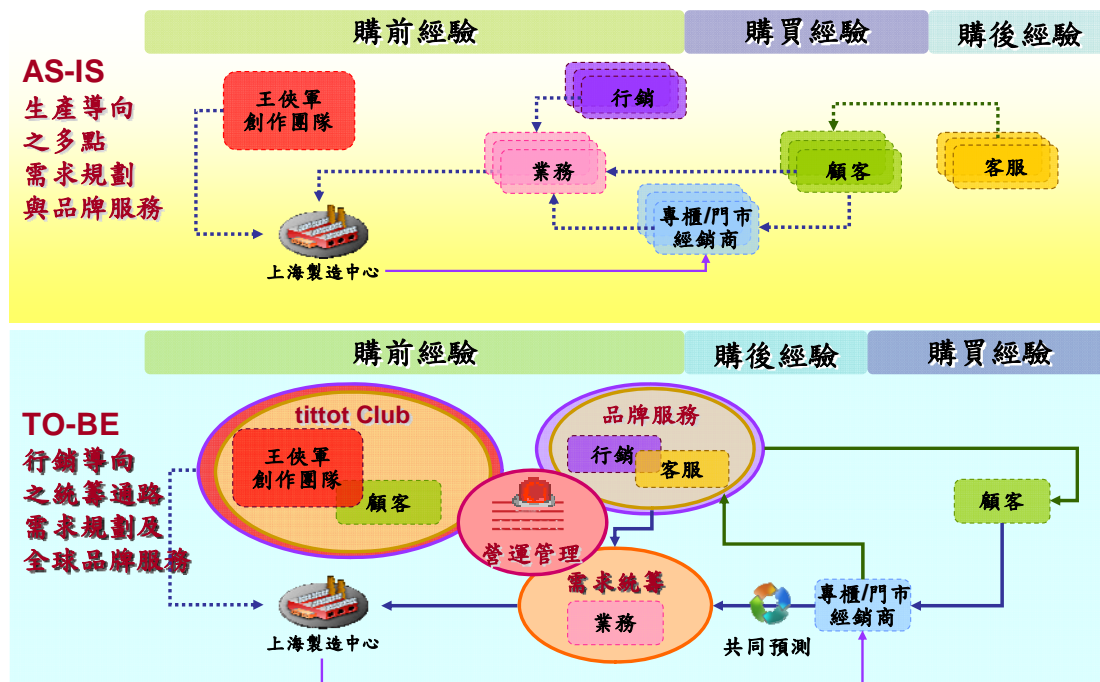 購前經驗
購買經驗
購後經驗
AS-IS
生產導向
之多點
需求規劃
與品牌服務
王俠軍
創作團隊
行銷
業務
顧客
客服
專櫃/門市
經銷商
上海製造中心
購前經驗
購後經驗
購買經驗
TO-BE
行銷導向
之統籌通路
需求規劃及
全球品牌服務
tittot Club
王俠軍
創作團隊
顧客
品牌服務
行銷
客服
營運管理
顧客
需求統籌
業務
共同預測
專櫃/門市
經銷商
上海製造中心